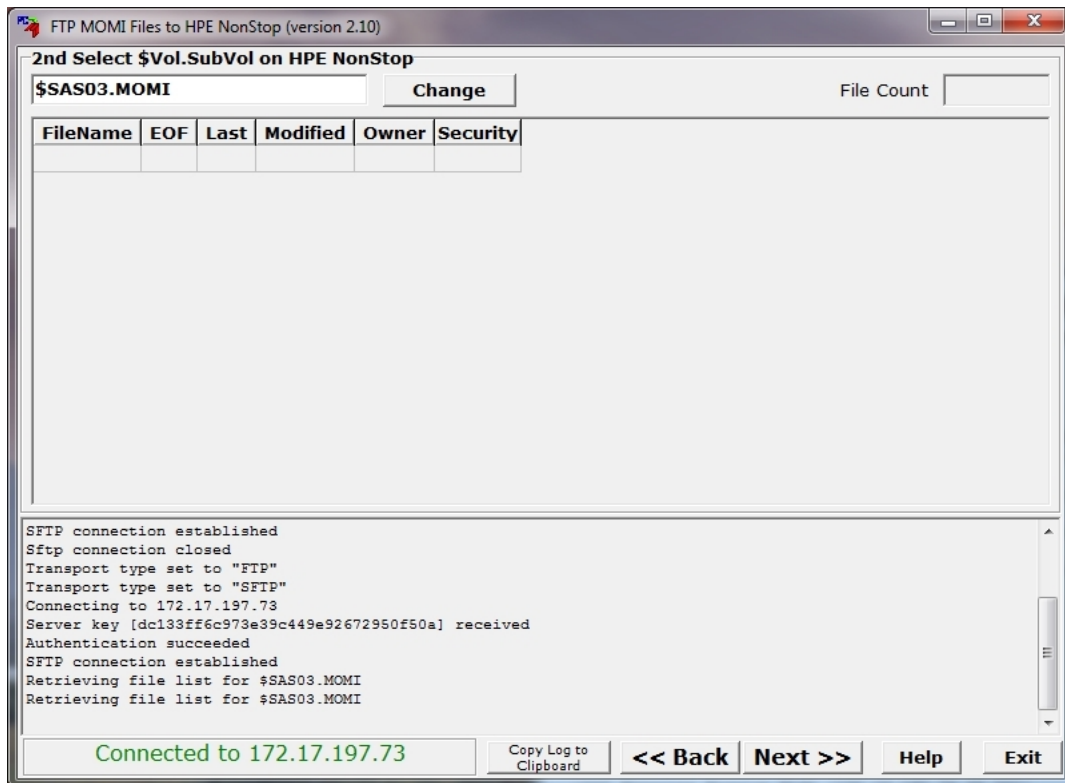 FTP MOMI Files to HPE NonStop (version 2.10)
2nd Select $Vol.SubVol on HPE NonStop
$SAS03.MOMI Change File Count
FileName EOF Last Modified Owner Security
SFTP connection established
Sftp connection closed
Transport type set to "FTP"
Transport type set to "SFTP"
Connecting to 172.17.197.73
Server key [dc133ff6c973e39c449e92672950f50a] received
Authentication succeeded
SFTP connection established
Retrieving file list for $SAS03.MOMI
Retrieving file list for $SAS03.MOMI
Connected to 172.17.197.73
Copy Log to
Clipboard
<< Back Next >> Help Exit